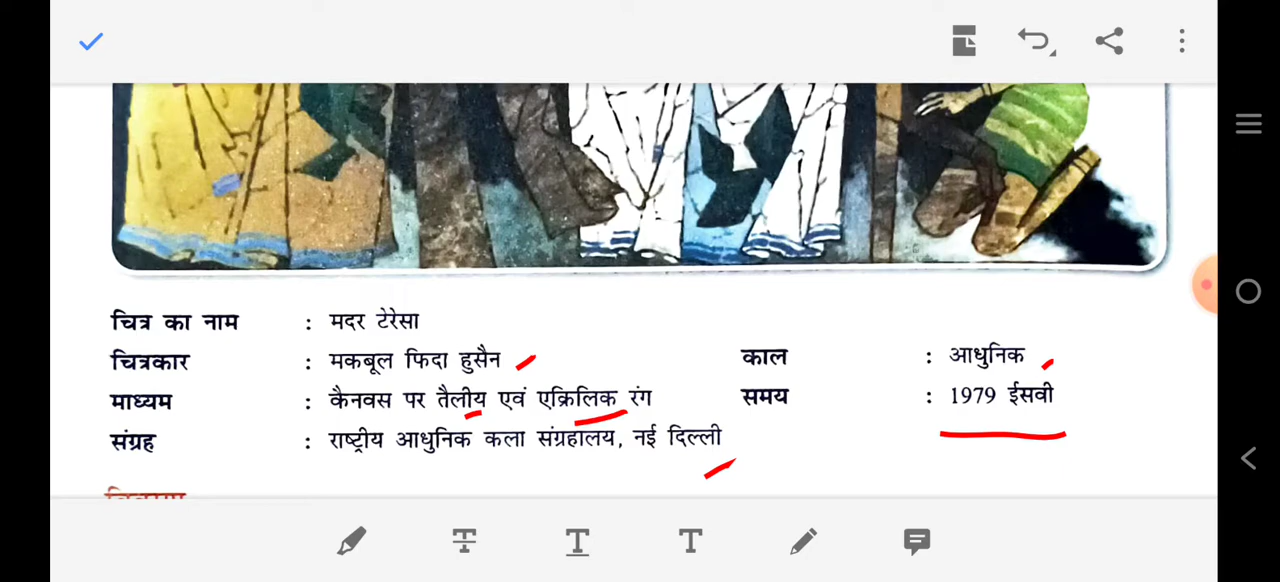 चित्र का नाम : मदर टेरेसा
चित्रकार : मकबूल फिदा हुसैन काल : आधुनिक
माध्यम : कैनवस पर तैलीय एवं एक्रिलिक रंग समय : 1979 ईसवी
संग्रह : राष्ट्रीय आधुनिक कला संग्रहालय, नई दिल्ली